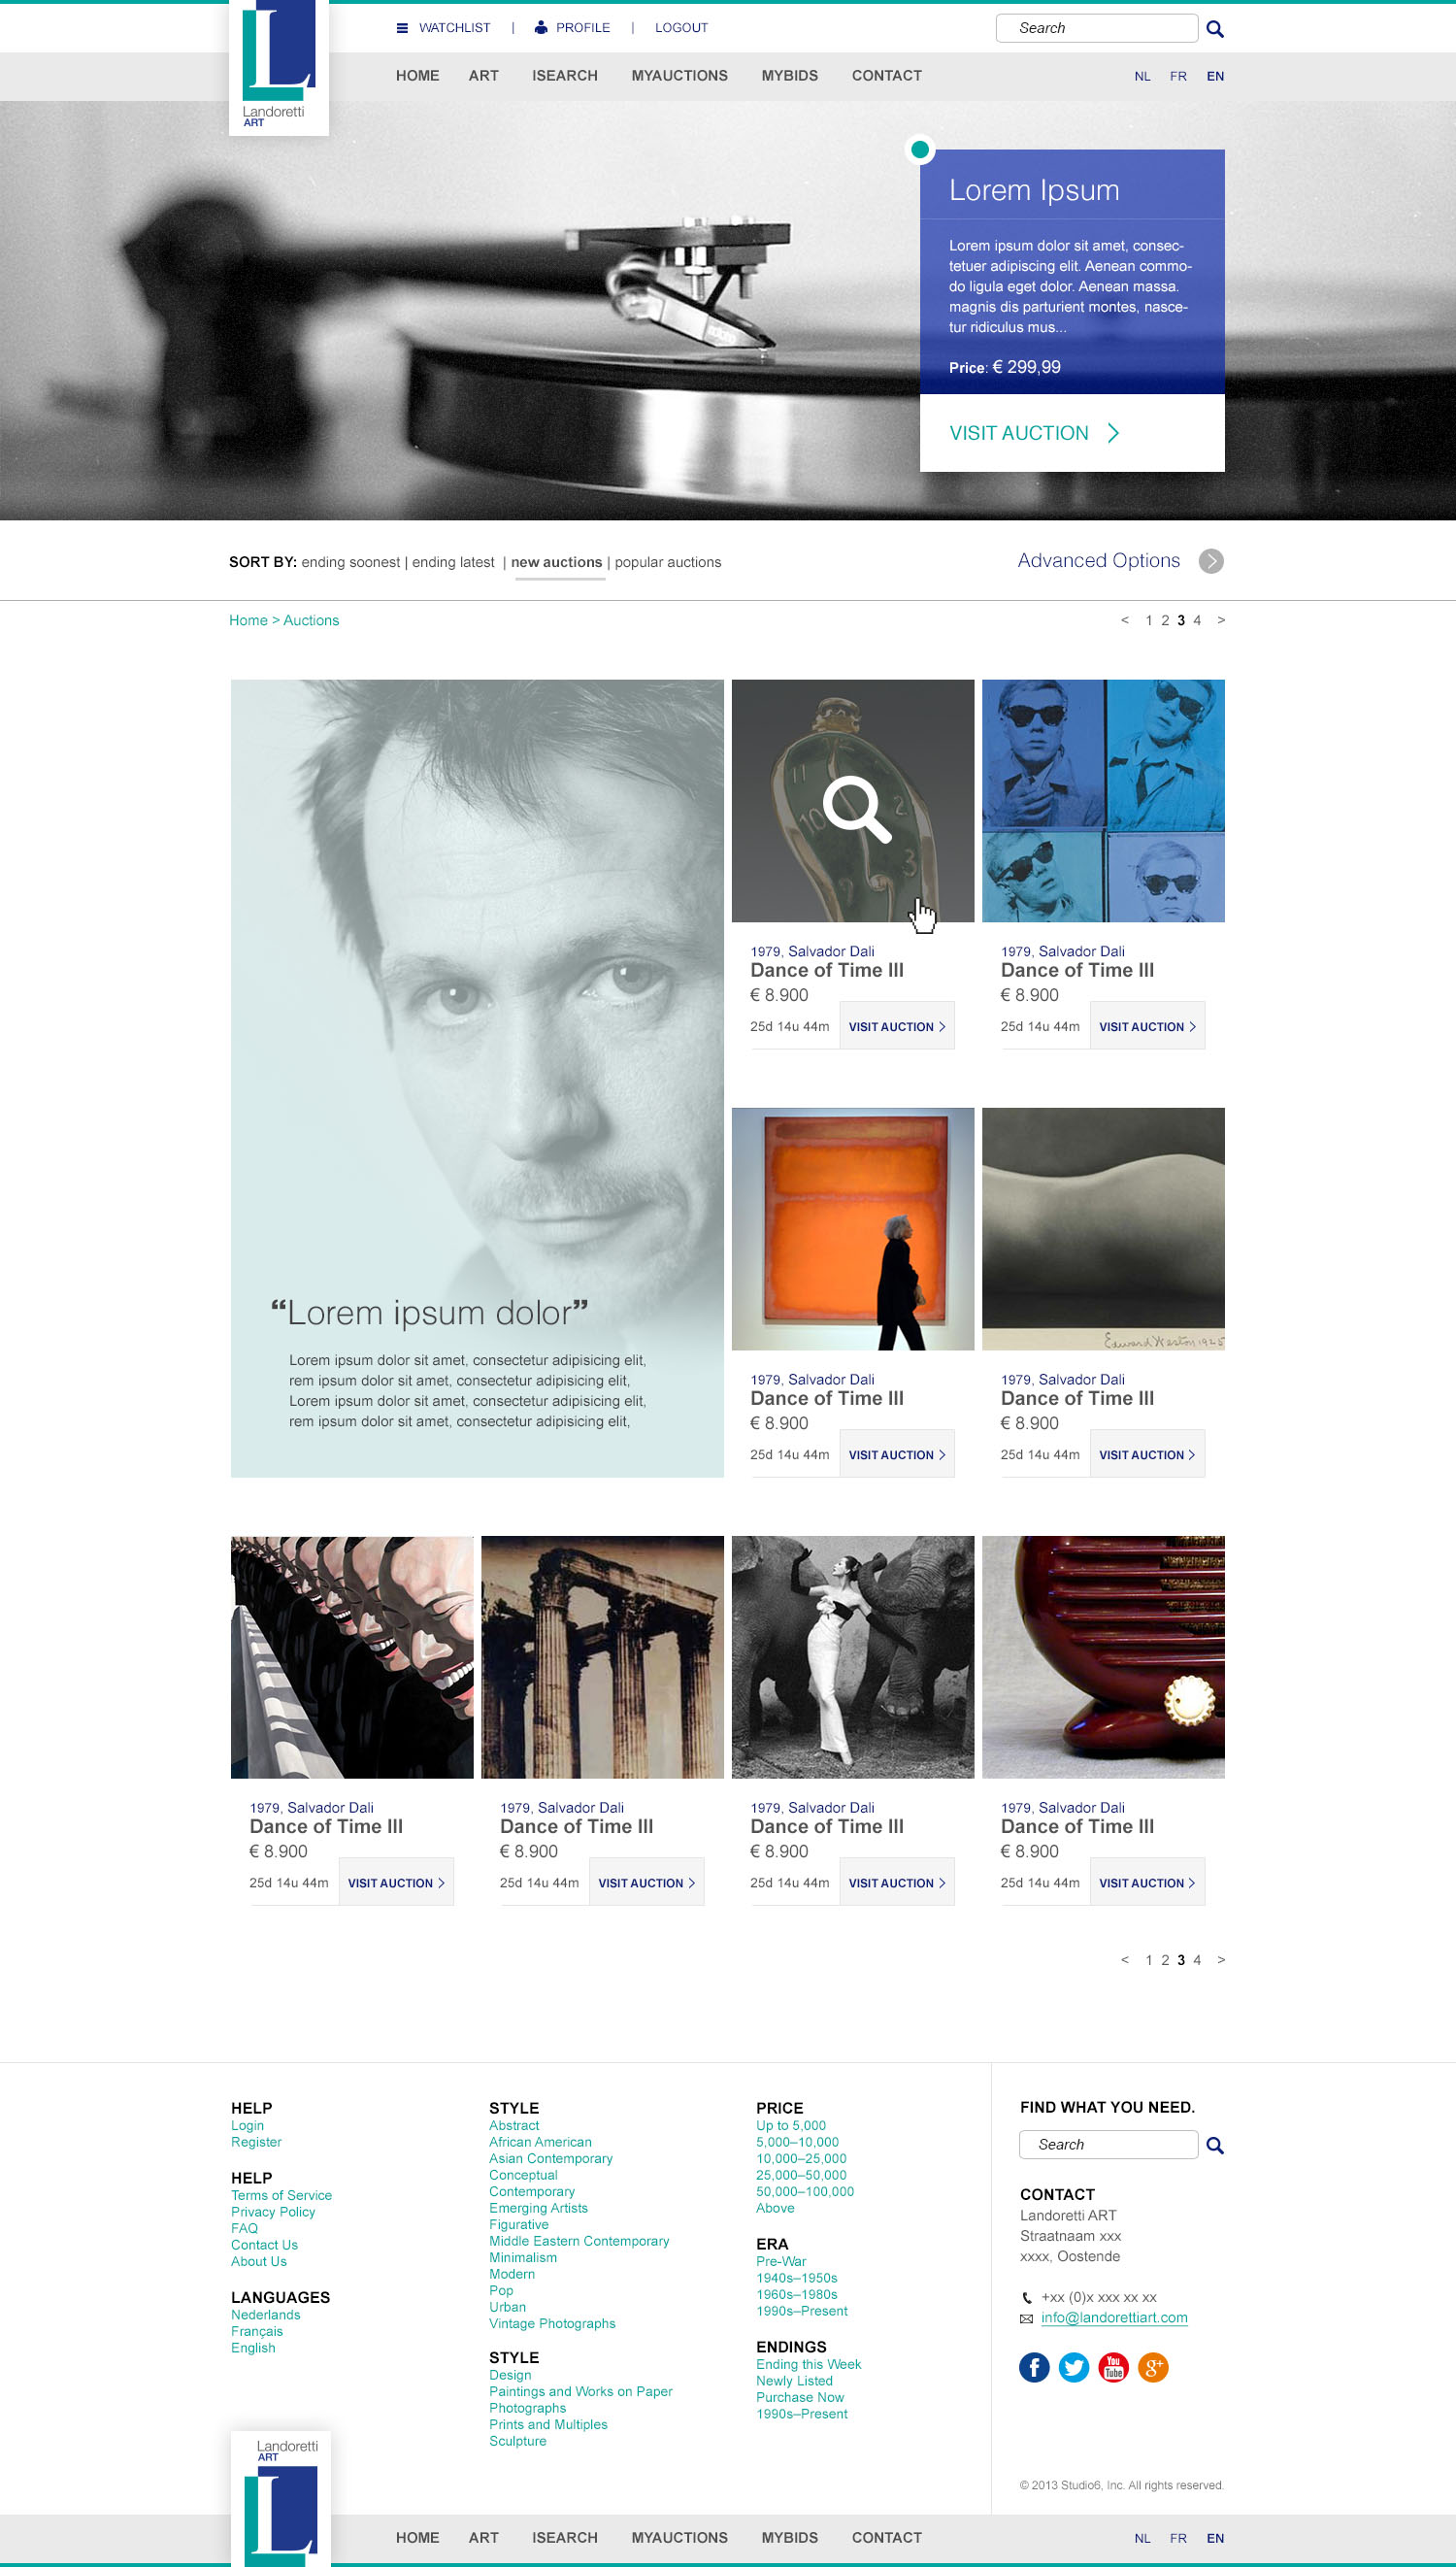 WATCHLIST | PROFILE | LOGOUT
Search
L
Landoretti
ART
HOME ART ISEARCH MYAUCTIONS MYBIDS CONTACT
NL FR EN
Lorem Ipsum
Lorem ipsum dolor sit amet, consec-
tetuer adipiscing elit. Aenean commo-
do ligula eget dolor. Aenean massa.
magnis dis parturient montes, nasce-
tur ridiculus mus...
Price: € 299,99
VISIT AUCTION
SORT BY: ending soonest | ending latest | new auctions | popular auctions
Advanced Options
Home > Auctions
< 1 2 3 4 >
“Lorem ipsum dolor”
Lorem ipsum dolor sit amet, consectetur adipisicing elit,
rem ipsum dolor sit amet, consectetur adipisicing elit,
Lorem ipsum dolor sit amet, consectetur adipisicing elit,
rem ipsum dolor sit amet, consectetur adipisicing elit,
11
10
2
3
1979, Salvador Dali
Dance of Time III
€ 8.900
25d 14u 44m VISIT AUCTION
1979, Salvador Dali
Dance of Time III
€ 8.900
25d 14u 44m VISIT AUCTION
Edward Weston 1925
1979, Salvador Dali
Dance of Time III
€ 8.900
25d 14u 44m VISIT AUCTION
1979, Salvador Dali
Dance of Time III
€ 8.900
25d 14u 44m VISIT AUCTION
1979, Salvador Dali
Dance of Time III
€ 8.900
25d 14u 44m VISIT AUCTION
1979, Salvador Dali
Dance of Time III
€ 8.900
25d 14u 44m VISIT AUCTION
1979, Salvador Dali
Dance of Time III
€ 8.900
25d 14u 44m VISIT AUCTION
1979, Salvador Dali
Dance of Time III
€ 8.900
25d 14u 44m VISIT AUCTION
< 1 2 3 4 >
HELP
Login
Register
HELP
Terms of Service
Privacy Policy
FAQ
Contact Us
About Us
LANGUAGES
Nederlands
Français
English
STYLE
Abstract
African American
Asian Contemporary
Conceptual
Contemporary
Emerging Artists
Figurative
Middle Eastern Contemporary
Minimalism
Modern
Pop
Urban
Vintage Photographs
STYLE
Design
Paintings and Works on Paper
Photographs
Prints and Multiples
Sculpture
PRICE
Up to 5,000
5,000–10,000
10,000–25,000
25,000–50,000
50,000–100,000
Above
ERA
Pre-War
1940s–1950s
1960s–1980s
1990s–Present
ENDINGS
Ending this Week
Newly Listed
Purchase Now
1990s–Present
FIND WHAT YOU NEED.
Search
CONTACT
Landoretti ART
Straatnaam xxx
xxxx, Oostende
+xx (0)x xxx xx xx
info@landorettiart.com
f You Tube g+
© 2013 Studio6, Inc. All rights reserved.
Landoretti
ART
L
HOME ART ISEARCH MYAUCTIONS MYBIDS CONTACT
NL FR EN